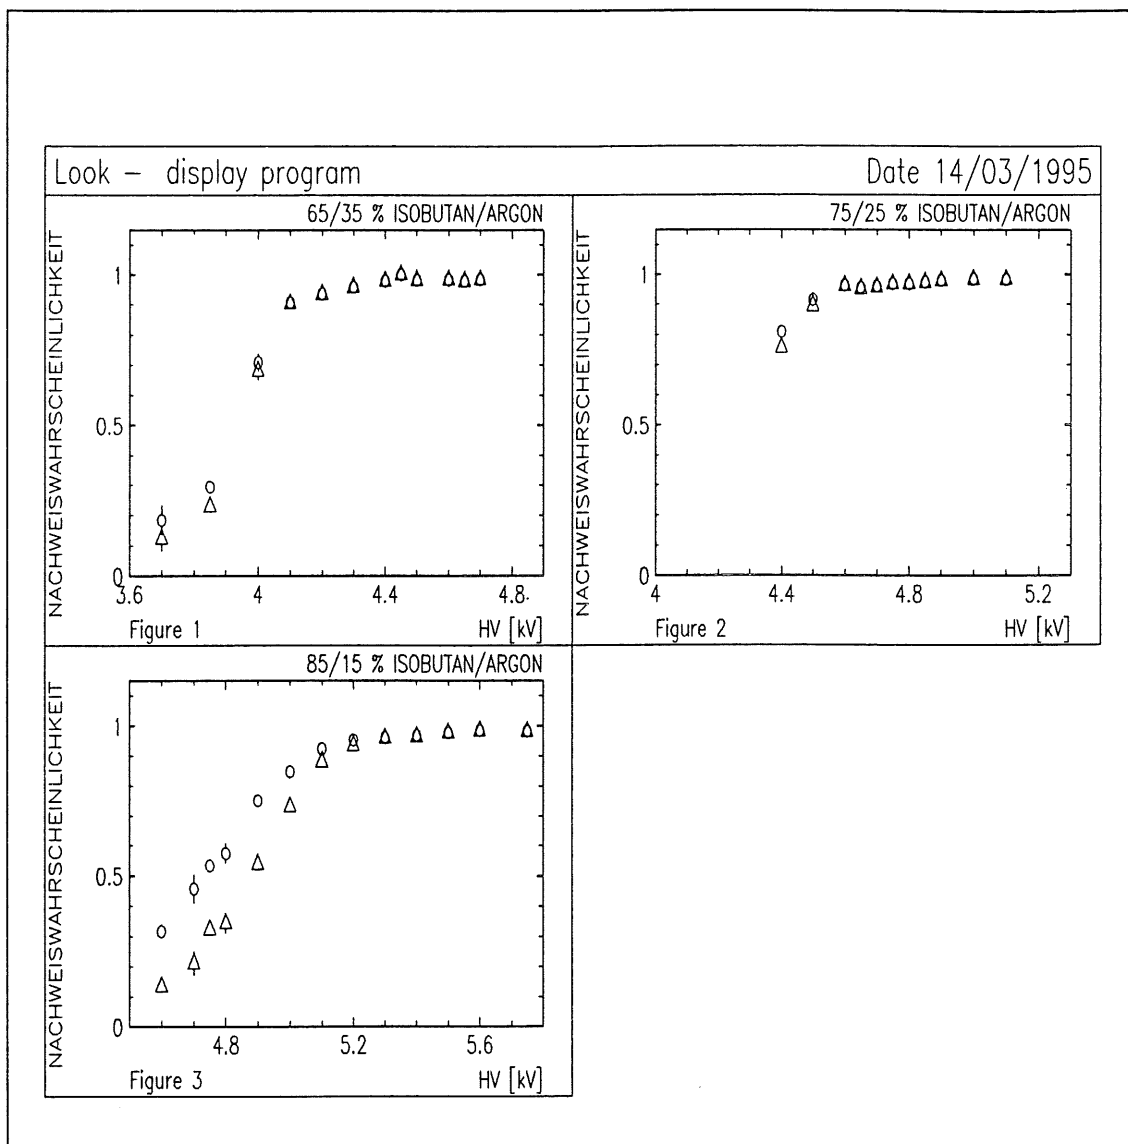 Look – display program Date 14/03/1995
65/35 % ISOBUTAN/ARGON
NACHWEISWAHRSCHEINLICHKEIT
1
0.5
0
3.6 4 4.4 4.8
Figure 1 HV [kV]
75/25 % ISOBUTAN/ARGON
NACHWEISWAHRSCHEINLICHKEIT
1
0.5
0
4 4.4 4.8 5.2
Figure 2 HV [kV]
85/15 % ISOBUTAN/ARGON
NACHWEISWAHRSCHEINLICHKEIT
1
0.5
0
4.8 5.2 5.6
Figure 3 HV [kV]